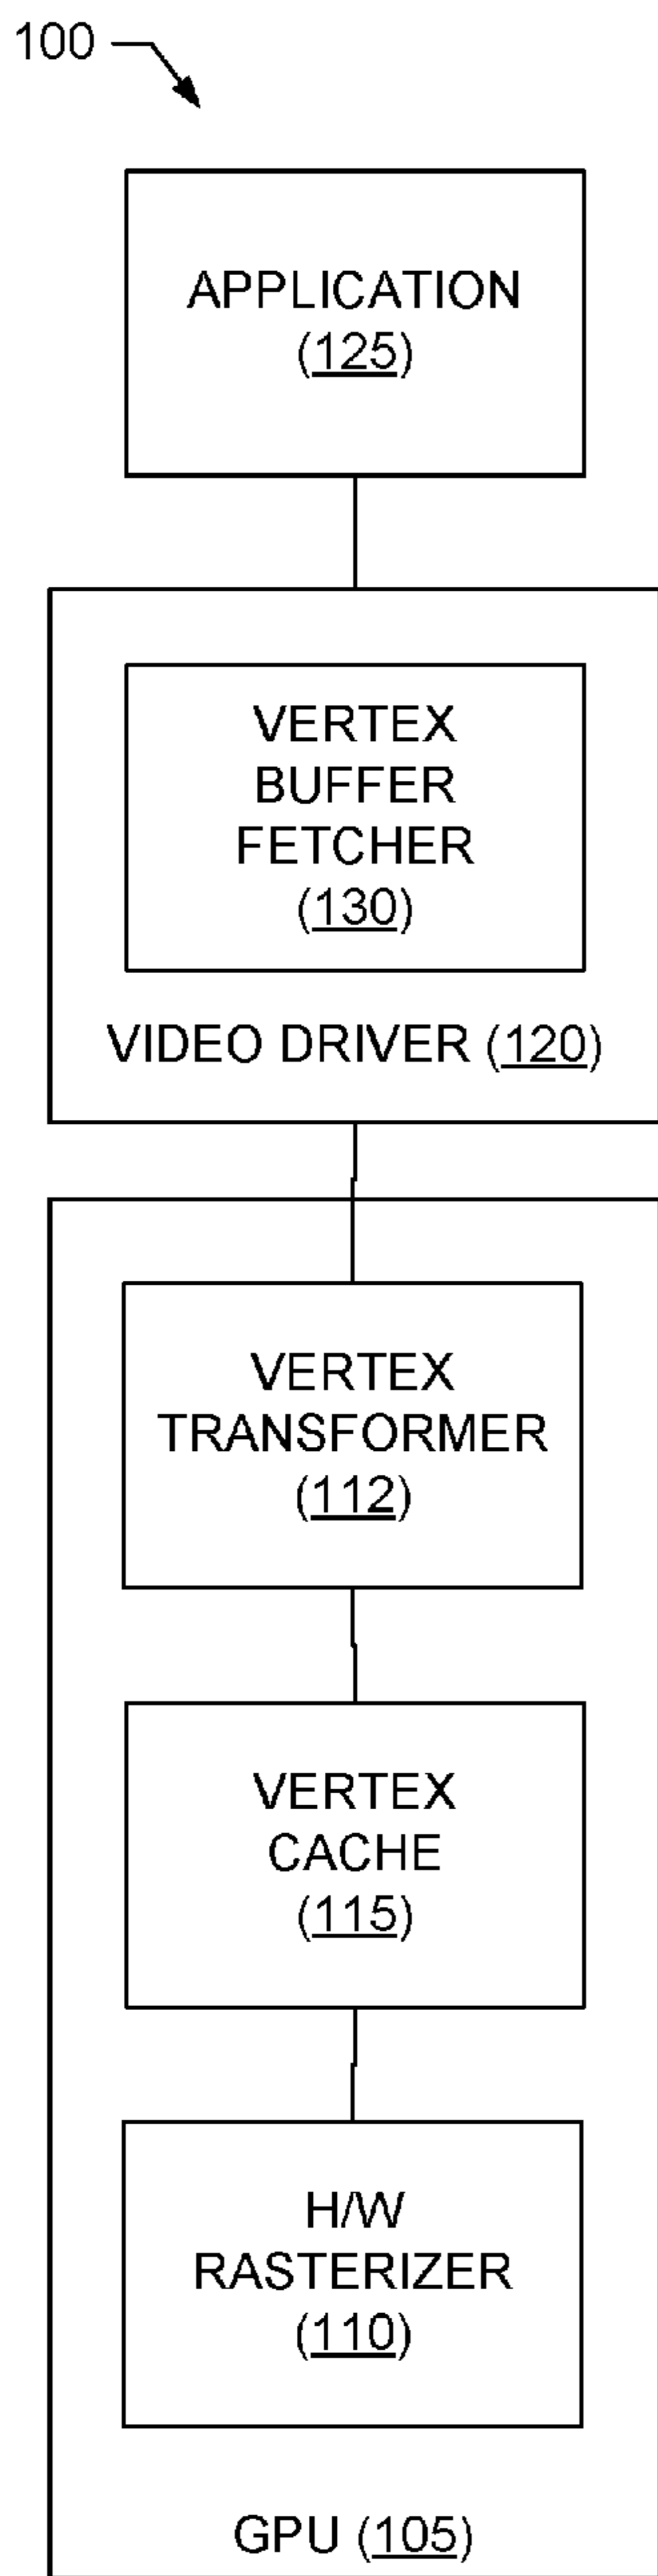 100
APPLICATION
(125)
VERTEX
BUFFER
FETCHER
(130)
VIDEO DRIVER (120)
VERTEX
TRANSFORMER
(112)
VERTEX
CACHE
(115)
H/W
RASTERIZER
(110)
GPU (105)